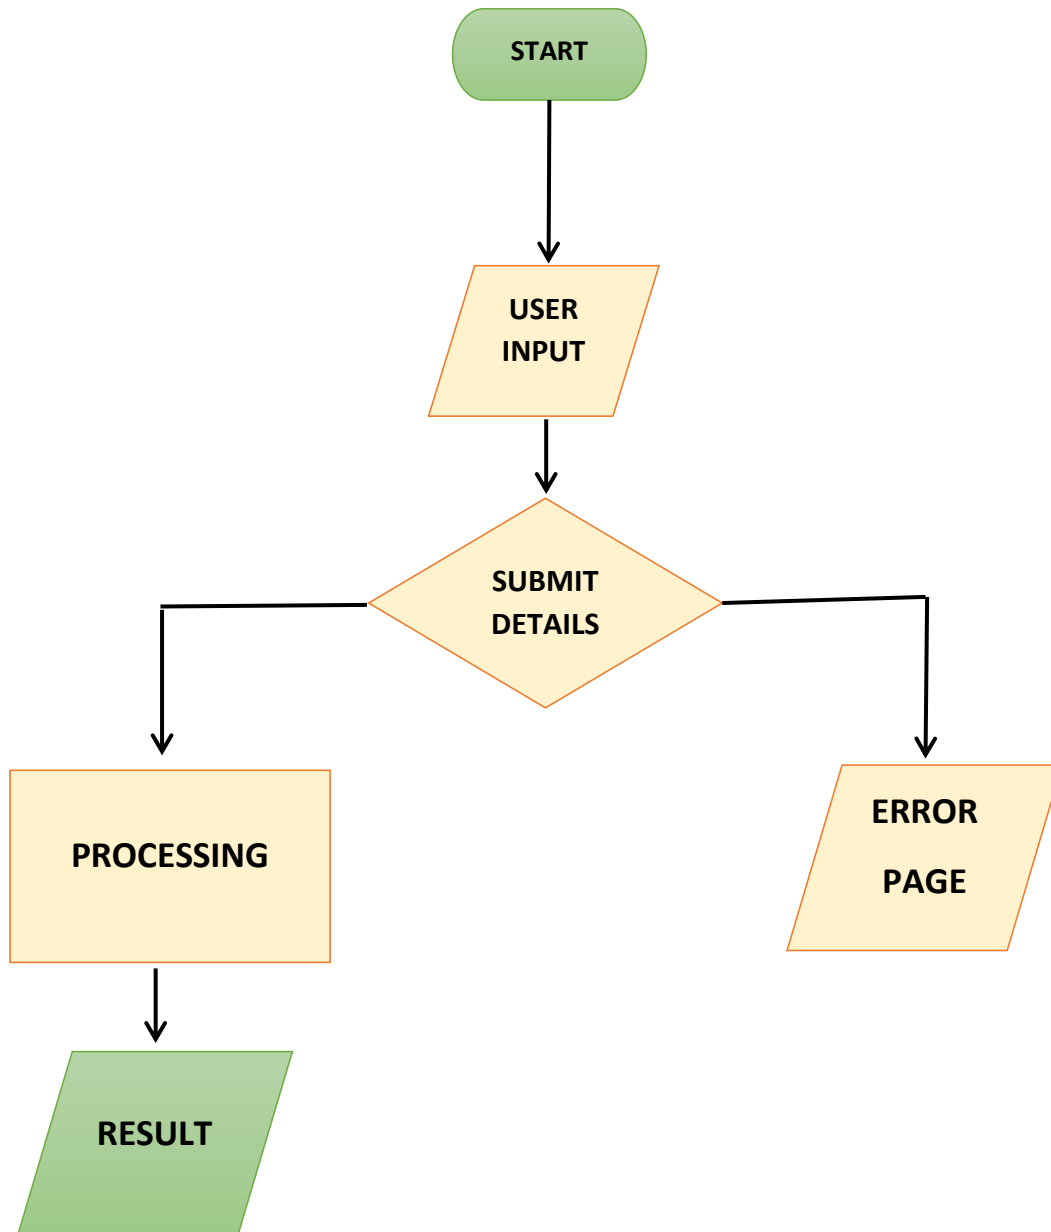 START
USER
INPUT
SUBMIT
DETAILS
PROCESSING
ERROR
PAGE
RESULT